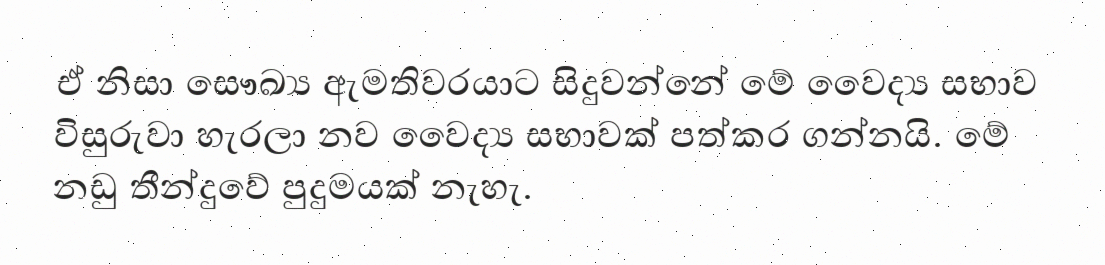 ඒ නිසා සෞඛ්‍ය ඇමතිවරයාට සිදුවන්නේ මේ වෛද්‍ය සභාව
විසුරුවා හැරලා නව වෛද්‍ය සභාවක් පත්කර ගන්නයි. මේ
නඩු තීන්දුවේ පුදුමයක් නැහැ.